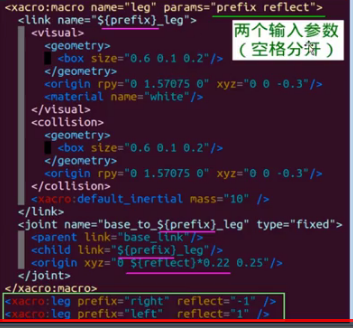 <xacro:macro name="leg" params="prefix reflect">
<link name="${prefix}_leg">
<visual>
<geometry>
<box size="0.6 0.1 0.2"/>
</geometry>
<origin rpy="0 1.57075 0" xyz="0 0 -0.3"/>
<material name="white"/>
</visual>
<collision>
<geometry>
<box size="0.6 0.1 0.2"/>
</geometry>
<origin rpy="0 1.57075 0" xyz="0 0 -0.3"/>
</collision>
<xacro:default_inertial mass="10" />
</link>
<joint name="base_to_${prefix}_leg" type="fixed">
<parent link="base_link"/>
<child link="${prefix}_leg"/>
<origin xyz="0 ${reflect}*0.22 0.25"/>
</joint>
</xacro:macro>
<xacro:leg prefix="right" reflect="-1" />
<xacro:leg prefix="left" reflect="1" />
两个输入参数
（空格分开）